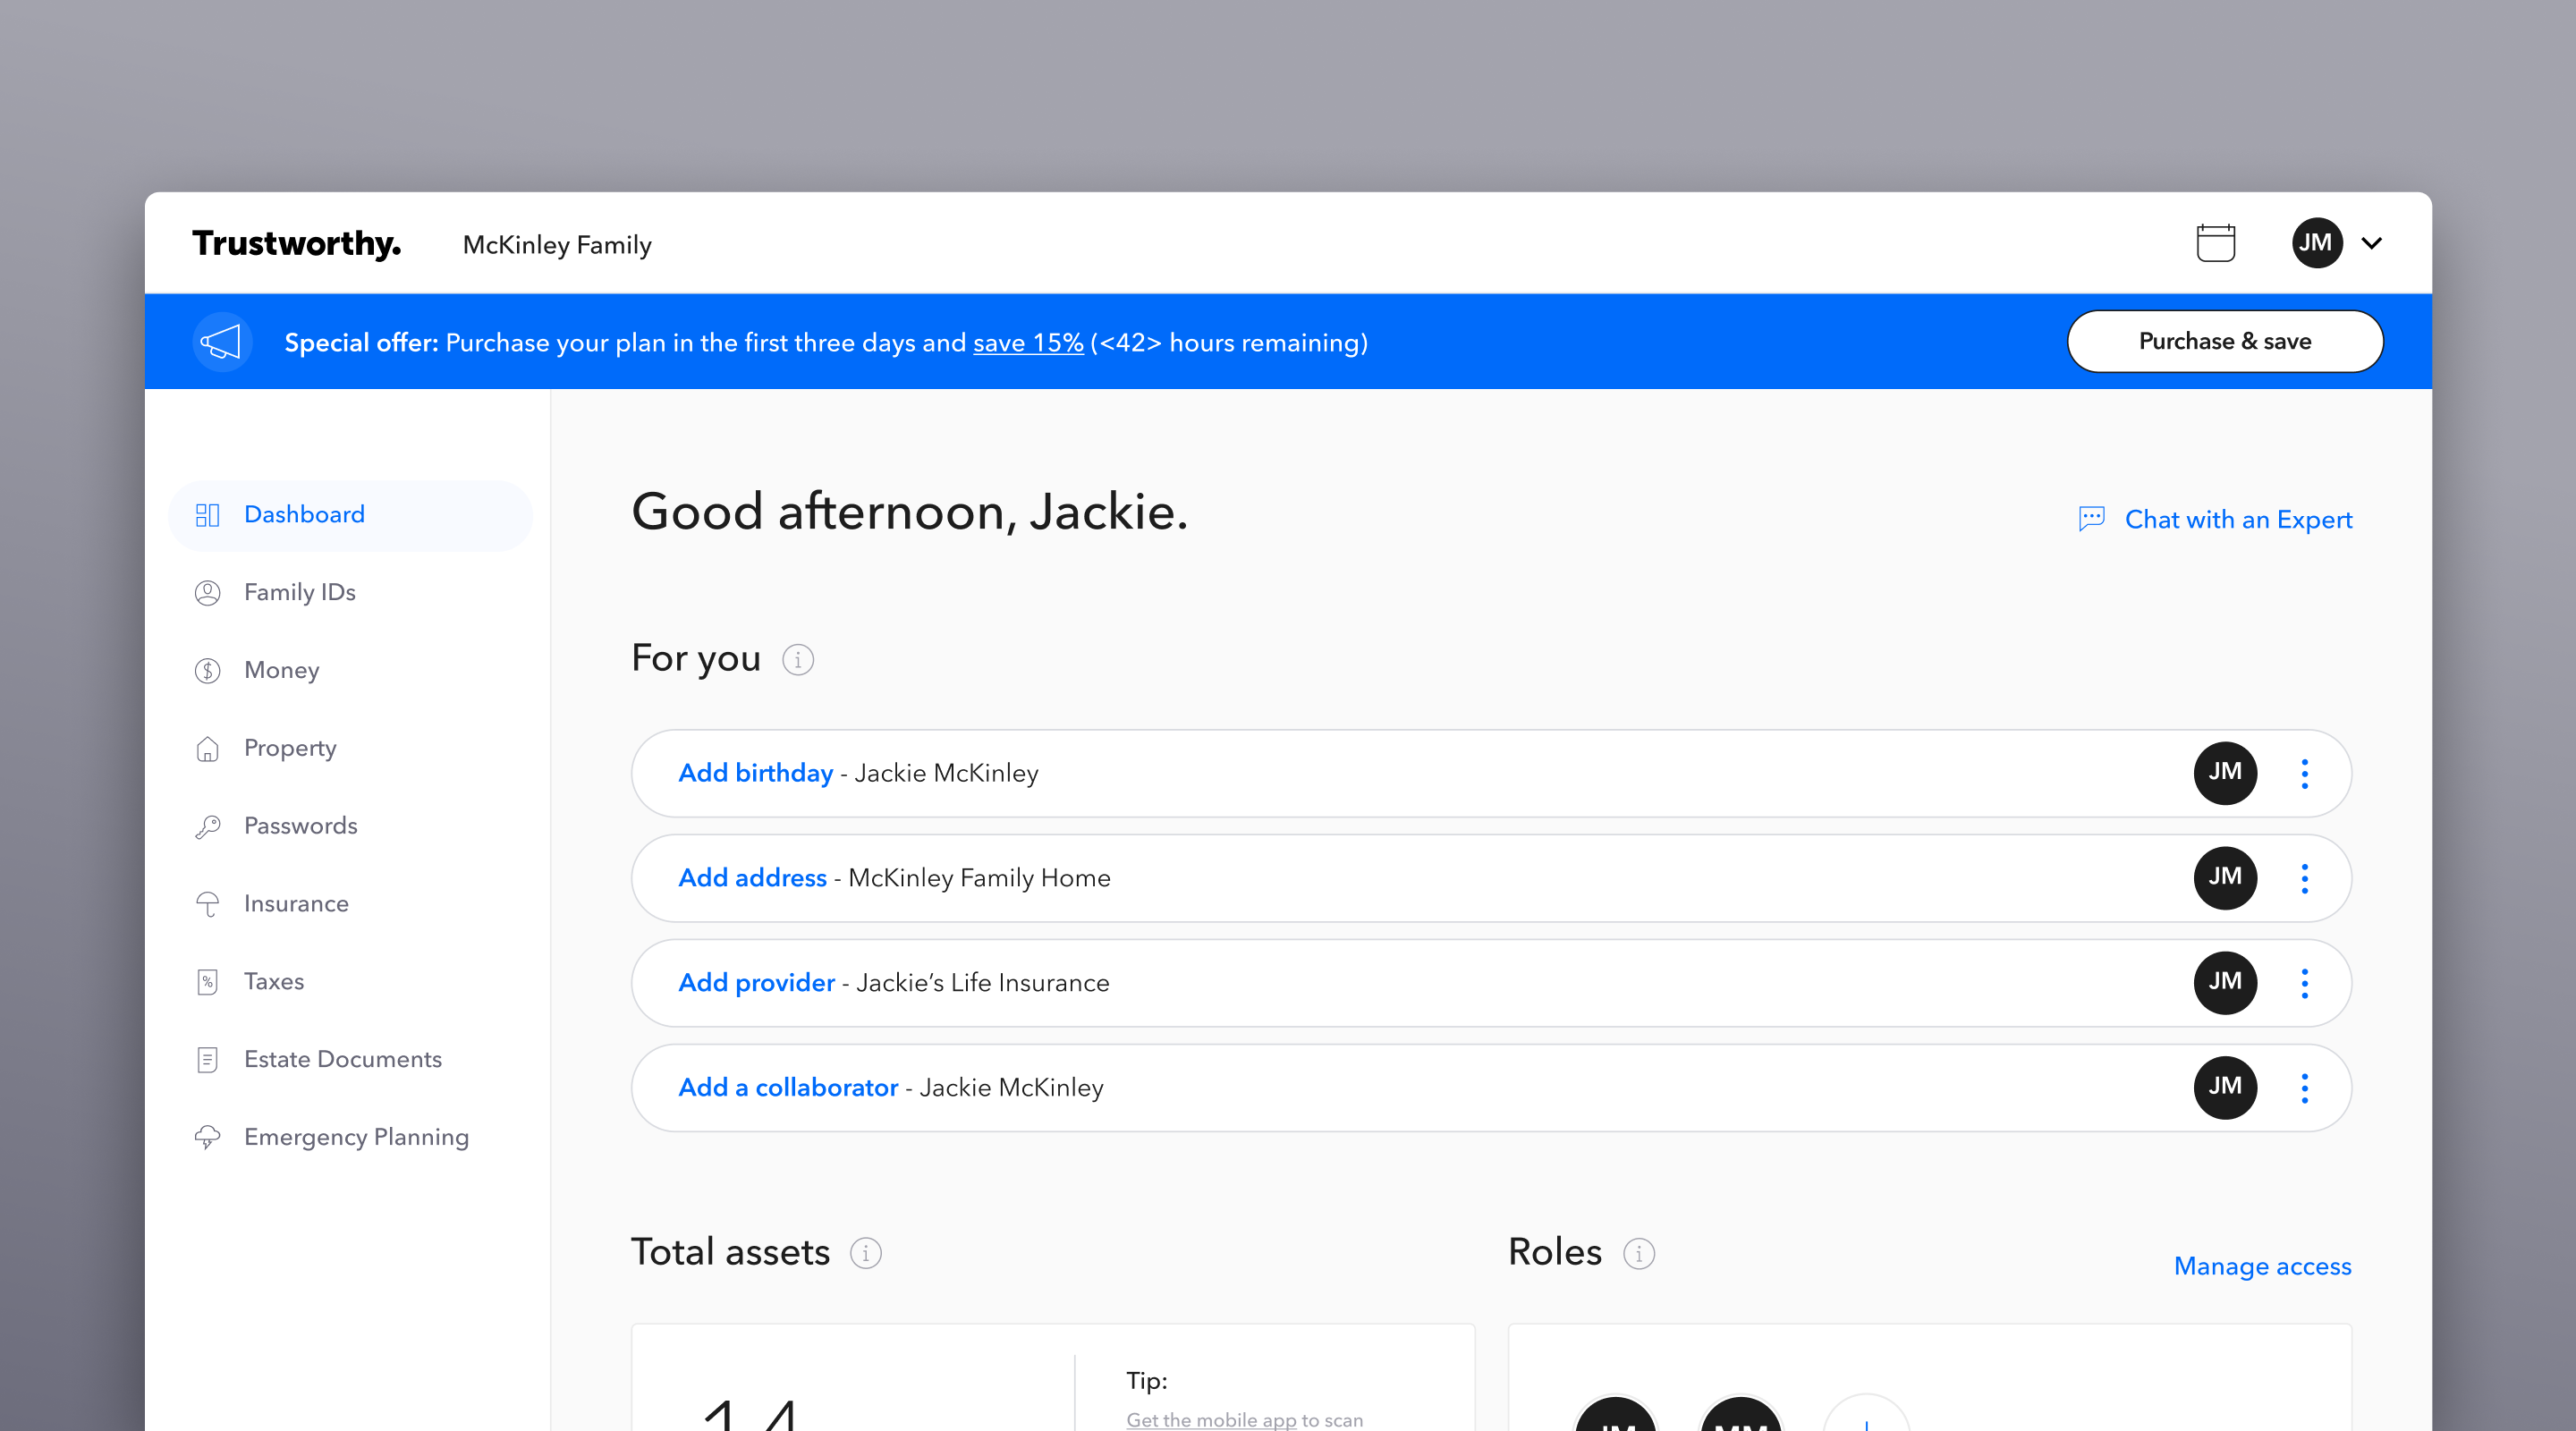 Trustworthy.
McKinley Family
JM
Special offer: Purchase your plan in the first three days and save 15% (<42> hours remaining)
Purchase & save
Dashboard
Family IDs
Money
Property
Passwords
Insurance
Taxes
Estate Documents
Emergency Planning
Good afternoon, Jackie.
Chat with an Expert
For you
Add birthday - Jackie McKinley
JM
Add address - McKinley Family Home
JM
Add provider - Jackie’s Life Insurance
JM
Add a collaborator - Jackie McKinley
JM
Total assets
Roles
Manage access
14
Tip:
Get the mobile app to scan
JM
MM